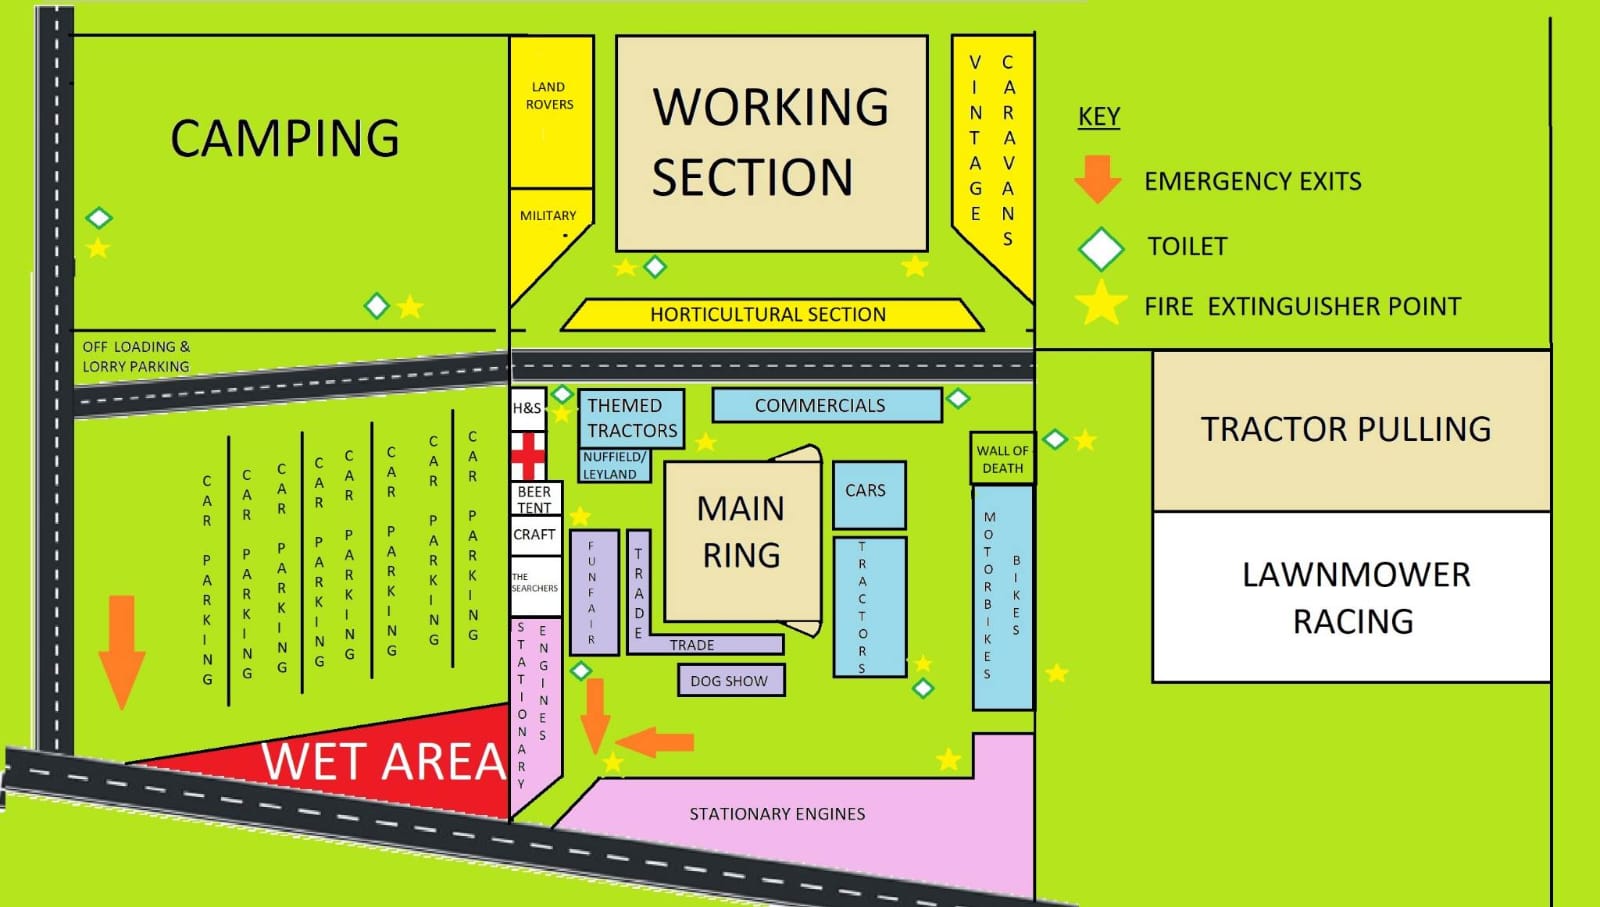 CAMPING
LAND
ROVERS
MILITARY
WORKING
SECTION
VINTAGE
CARAVANS
HORTICULTURAL SECTION
KEY
EMERGENCY EXITS
TOILET
FIRE EXTINGUISHER POINT
OFF LOADING &
LORRY PARKING
H&S
THEMED
TRACTORS
NUFFIELD/
LEYLAND
COMMERCIALS
WALL OF
DEATH
TRACTOR PULLING
LAWNMOWER
RACING
BEER
TENT
CRAFT
THE
SEARCHERS
MAIN
RING
CARS
TRACTORS
MOTORBIKES
BIKES
FUNFAIR
TRADE
TRADE
DOG SHOW
CAR PARKING
CAR PARKING
CAR PARKING
CAR PARKING
CAR PARKING
CAR PARKING
CAR PARKING
CAR PARKING
STATIONARY
ENGINES
WET AREA
STATIONARY ENGINES